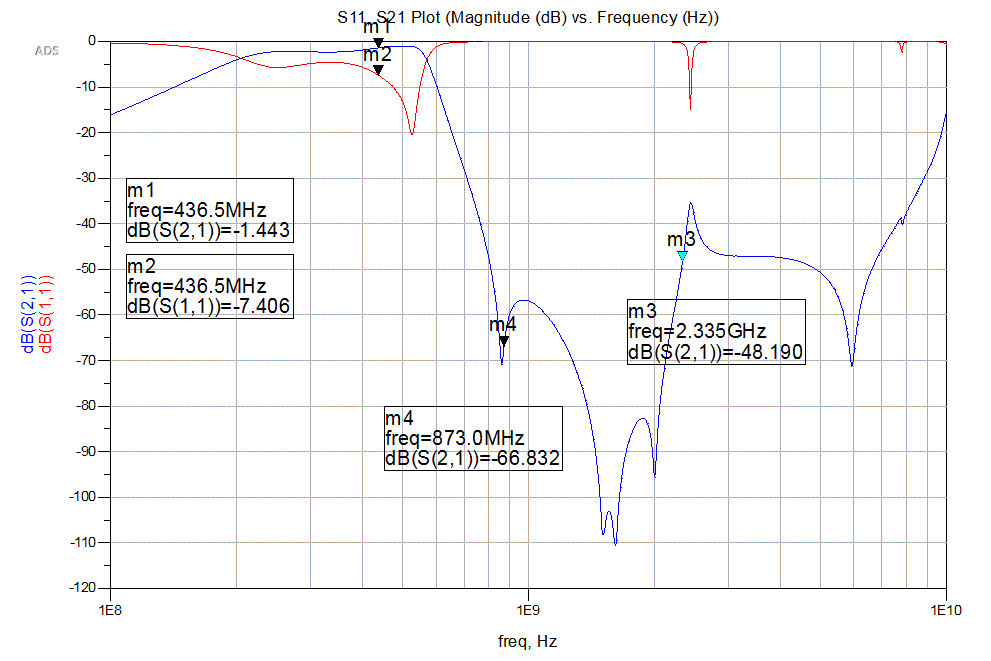 S11, S21 Plot (Magnitude (dB) vs. Frequency (Hz))
ADS
m1
m2
m3
m4
0
-10
-20
-30
-40
-50
-60
-70
-80
-90
-100
-110
-120
m1
freq=436.5MHz
dB(S(2,1))=-1.443
m2
freq=436.5MHz
dB(S(1,1))=-7.406
m3
freq=2.335GHz
dB(S(2,1))=-48.190
m4
freq=873.0MHz
dB(S(2,1))=-66.832
dB(S(2,1))
dB(S(1,1))
1E8
1E9
1E10
freq, Hz